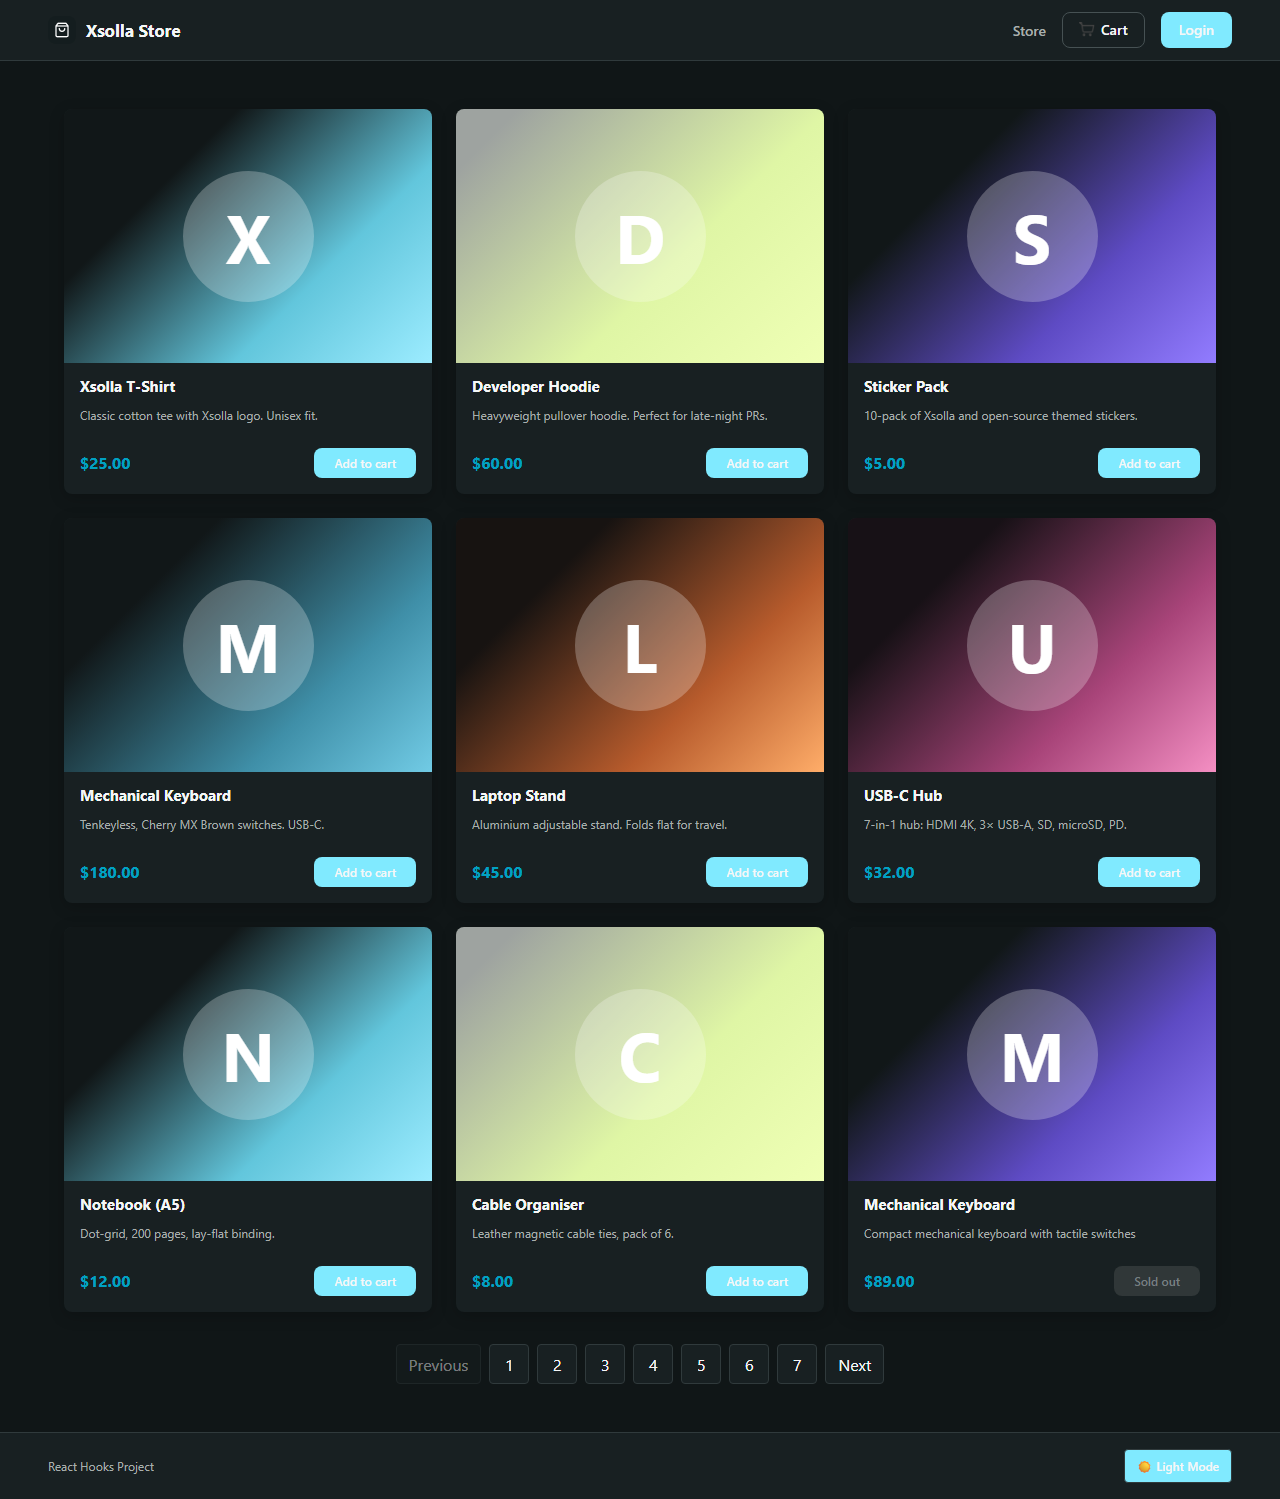 Xsolla Store
Store
Cart
Login
X
D
S
Xsolla T-Shirt
Classic cotton tee with Xsolla logo. Unisex fit.
$25.00
Add to cart
Developer Hoodie
Heavyweight pullover hoodie. Perfect for late-night PRs.
$60.00
Add to cart
Sticker Pack
10-pack of Xsolla and open-source themed stickers.
$5.00
Add to cart
M
L
U
Mechanical Keyboard
Tenkeyless, Cherry MX Brown switches. USB-C.
$180.00
Add to cart
Laptop Stand
Aluminium adjustable stand. Folds flat for travel.
$45.00
Add to cart
USB-C Hub
7-in-1 hub: HDMI 4K, 3× USB-A, SD, microSD, PD.
$32.00
Add to cart
N
C
M
Notebook (A5)
Dot-grid, 200 pages, lay-flat binding.
$12.00
Add to cart
Cable Organiser
Leather magnetic cable ties, pack of 6.
$8.00
Add to cart
Mechanical Keyboard
Compact mechanical keyboard with tactile switches
$89.00
Sold out
Previous 1 2 3 4 5 6 7 Next
React Hooks Project
Light Mode